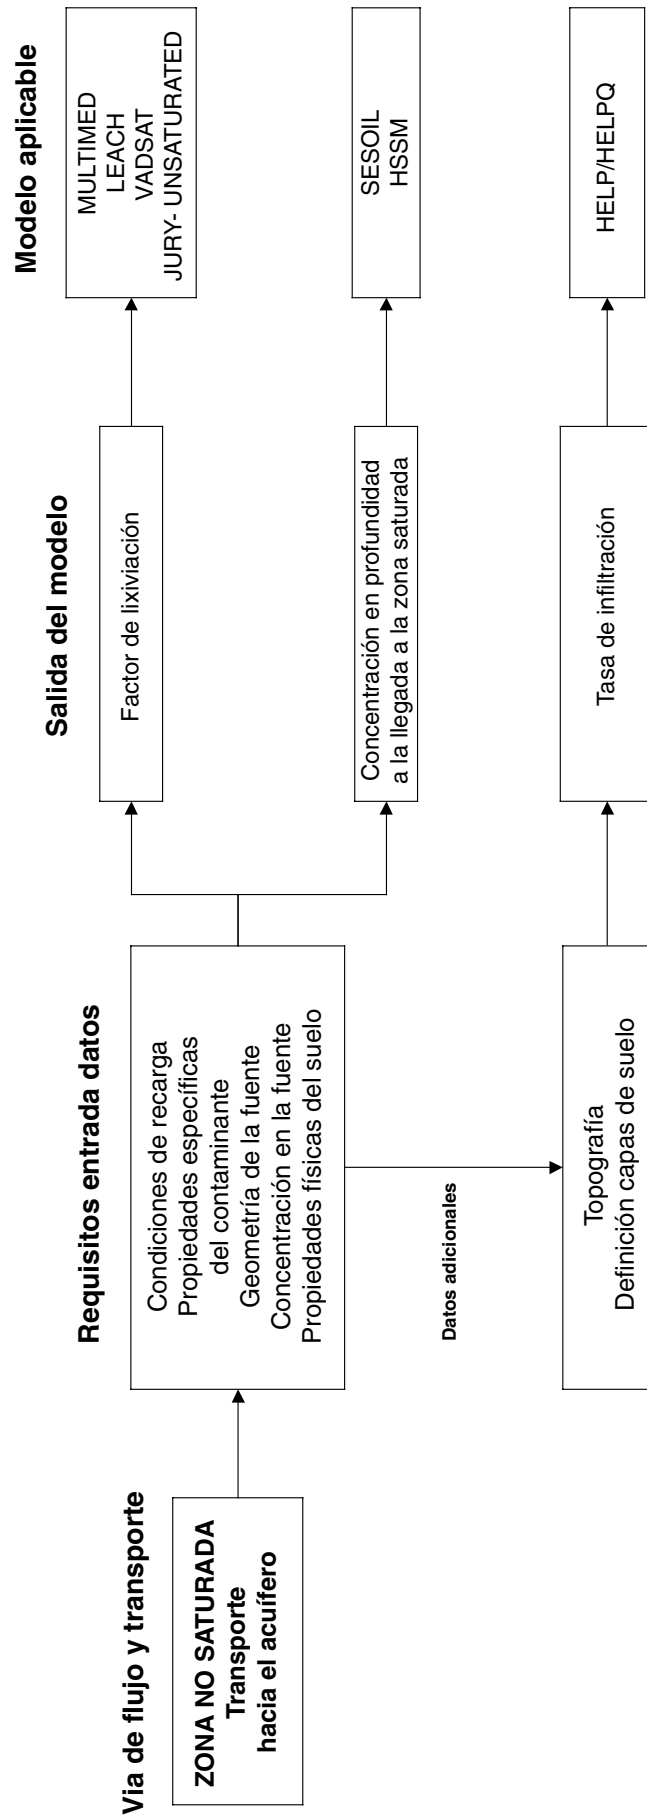 Via de flujo y transporte
Requisitos entrada datos
Salida del modelo
Modelo aplicable
ZONA NO SATURADA
Transporte
hacia el acuífero
Condiciones de recarga
Propiedades específicas
del contaminante
Geometría de la fuente
Concentración en la fuente
Propiedades físicas del suelo
Factor de lixiviación
MULTIMED
LEACH
VADSAT
JURY- UNSATURATED
Concentración en profundidad
a la llegada a la zona saturada
SESOIL
HSSM
Datos adicionales
Topografía
Definición capas de suelo
Tasa de infiltración
HELP/HELPQ